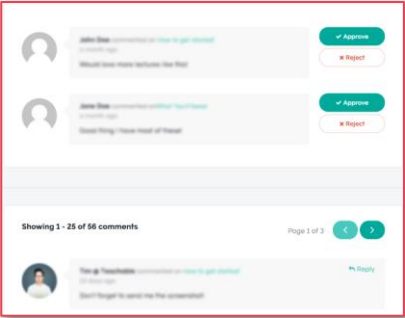 John Doe commented on How to get started
a month ago
✓ Approve
Would love more lectures like this!
× Reject
Jane Doe commented on What You'll Need
a month ago
✓ Approve
Good thing I have most of these!
× Reject
Showing 1 - 25 of 56 comments
Page 1 of 3
< >
Tim @ Teachable commented on How to get started
23 days ago
Reply
Don't forget to send me the screenshot!